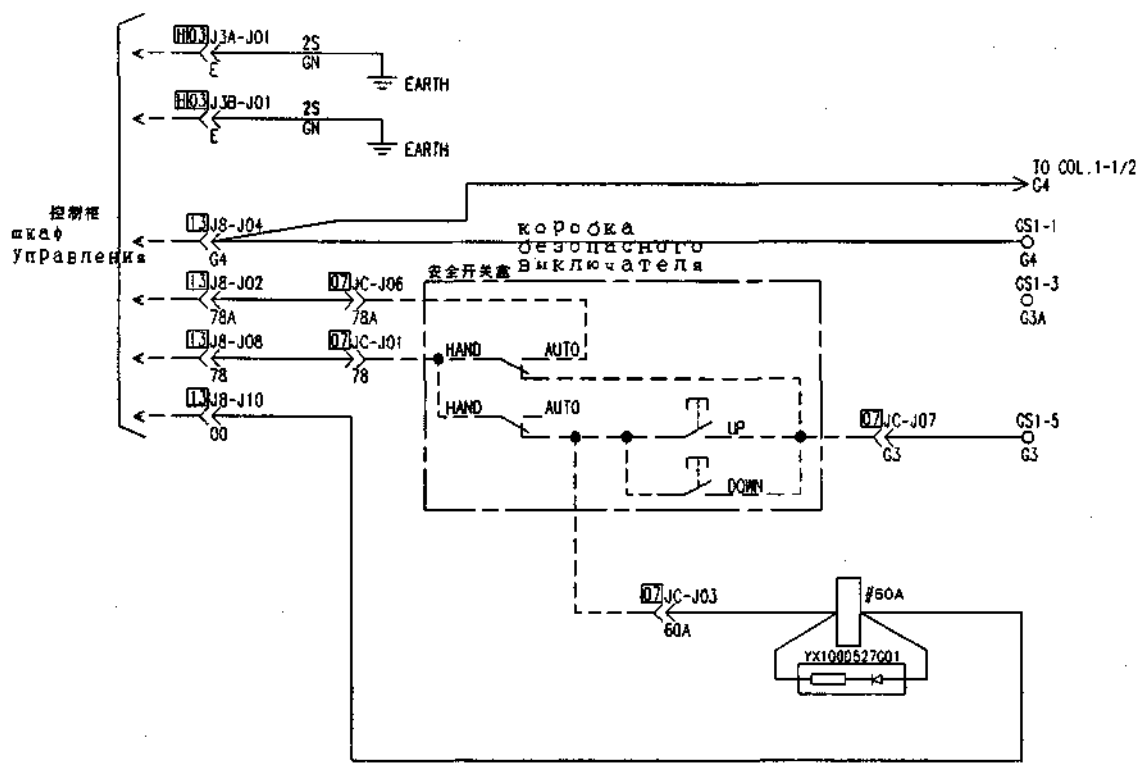 H03 J3A-J01
E
2S
GN
EARTH
H03 J3B-J01
E
2S
GN
EARTH
TO COL.1-1/2
G4
控制柜
шкаф
управления
13 J8-J04
G4
коробка
безопасного
выключателя
安全开关盒
GS1-1
G4
13 J8-J02
78A
07 JC-J06
78A
GS1-3
G3A
13 J8-J08
78
07 JC-J01
78
HAND
AUTO
13 J8-J10
00
HAND
AUTO
UP
07 JC-J07
G3
GS1-5
G3
DOWN
07 JC-J03
60A
#60A
YX1000527G01